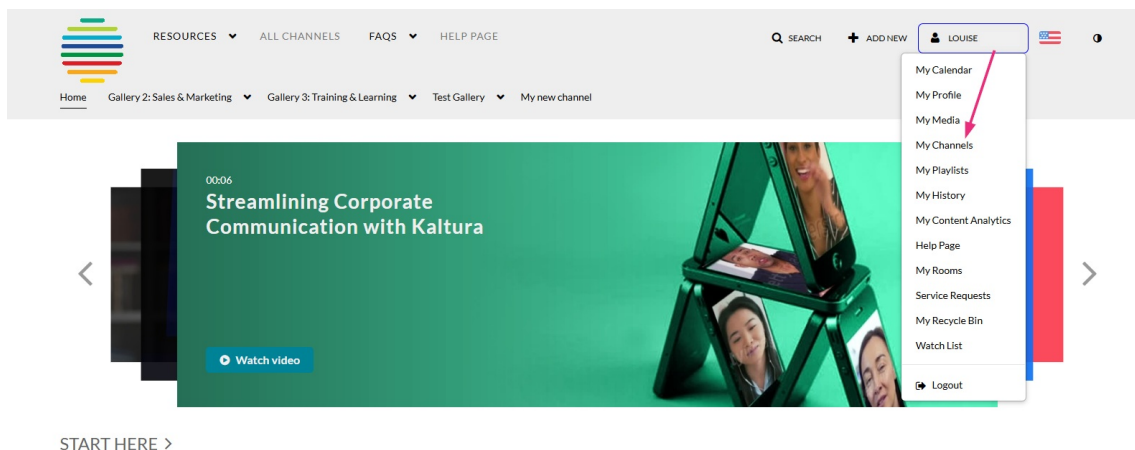 RESOURCES ALL CHANNELS FAQS HELP PAGE SEARCH ADD NEW LOUISE
Home Gallery 2: Sales & Marketing Gallery 3: Training & Learning Test Gallery My new channel
My Calendar
My Profile
My Media
My Channels
My Playlists
My History
My Content Analytics
Help Page
My Rooms
Service Requests
My Recycle Bin
Watch List
Logout
00:06
Streamlining Corporate
Communication with Kaltura
Watch video
START HERE >